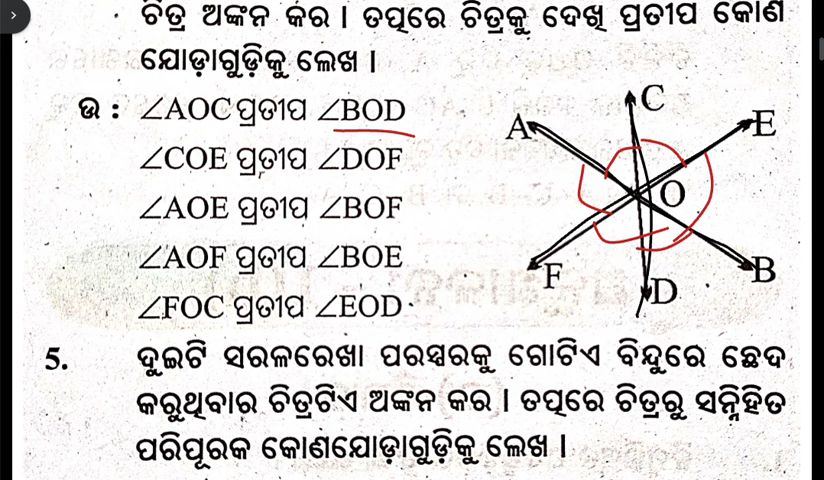 ଚିତ୍ର ଅଙ୍କନ କର । ତତ୍ପରେ ଚିତ୍ରକୁ ଦେଖି ପ୍ରତୀପ କୋଣ
ଯୋଡ଼ାଗୁଡ଼ିକୁ ଲେଖ ।
ଉ : ∠AOC ପ୍ରତୀପ ∠BOD
∠COE ପ୍ରତୀପ ∠DOF
∠AOE ପ୍ରତୀପ ∠BOF
∠AOF ପ୍ରତୀପ ∠BOE
∠FOC ପ୍ରତୀପ ∠EOD
A
C
E
O
F
D
B
5. ଦୁଇଟି ସରଳରେଖା ପରସ୍ପରକୁ ଗୋଟିଏ ବିନ୍ଦୁରେ ଛେଦ
କରୁଥିବାର ଚିତ୍ରଟିଏ ଅଙ୍କନ କର । ତତ୍ପରେ ଚିତ୍ରରୁ ସନ୍ନିହିତ
ପରିପୂରକ କୋଣଯୋଡ଼ାଗୁଡ଼ିକୁ ଲେଖ ।